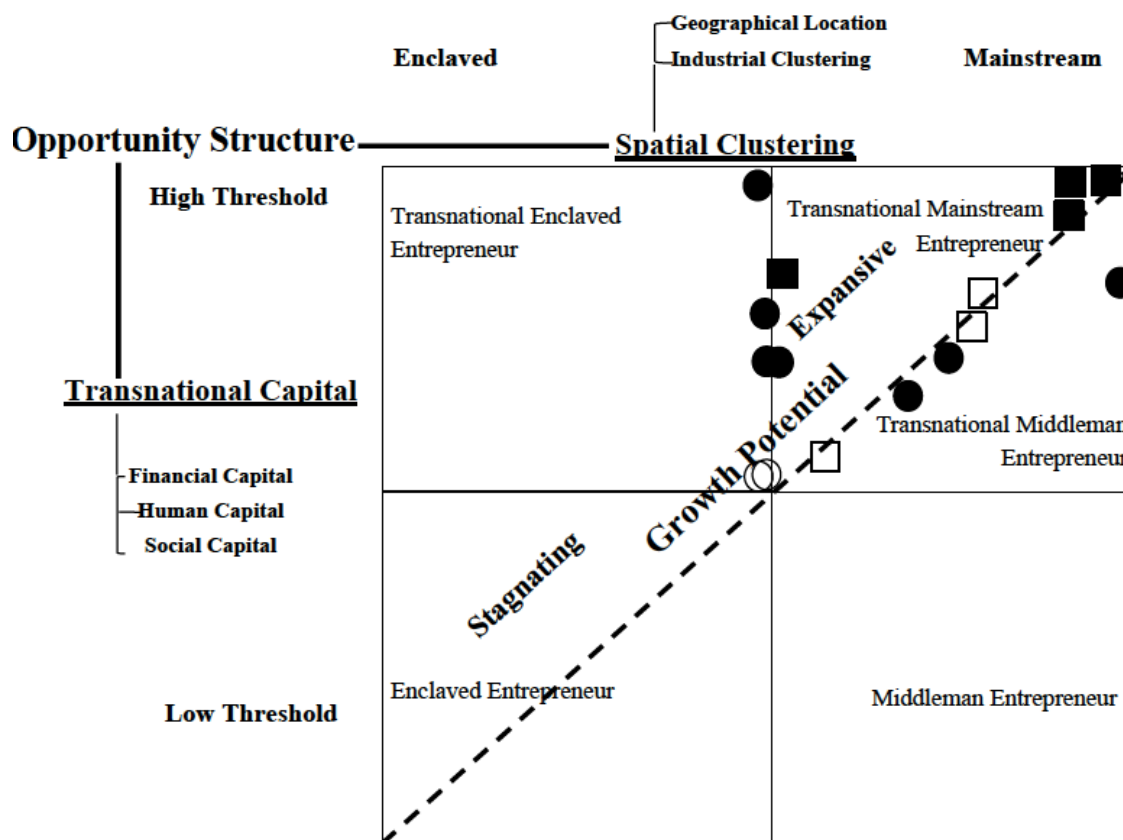 Geographical Location
Enclaved
Industrial Clustering
Mainstream
Opportunity Structure
Spatial Clustering
High Threshold
Transnational Enclaved
Entrepreneur
Transnational Mainstream
Entrepreneur
Expansive
Transnational Capital
Growth Potential
Transnational Middleman
Entrepreneur
Financial Capital
Human Capital
Social Capital
Stagnating
Enclaved Entrepreneur
Middleman Entrepreneur
Low Threshold